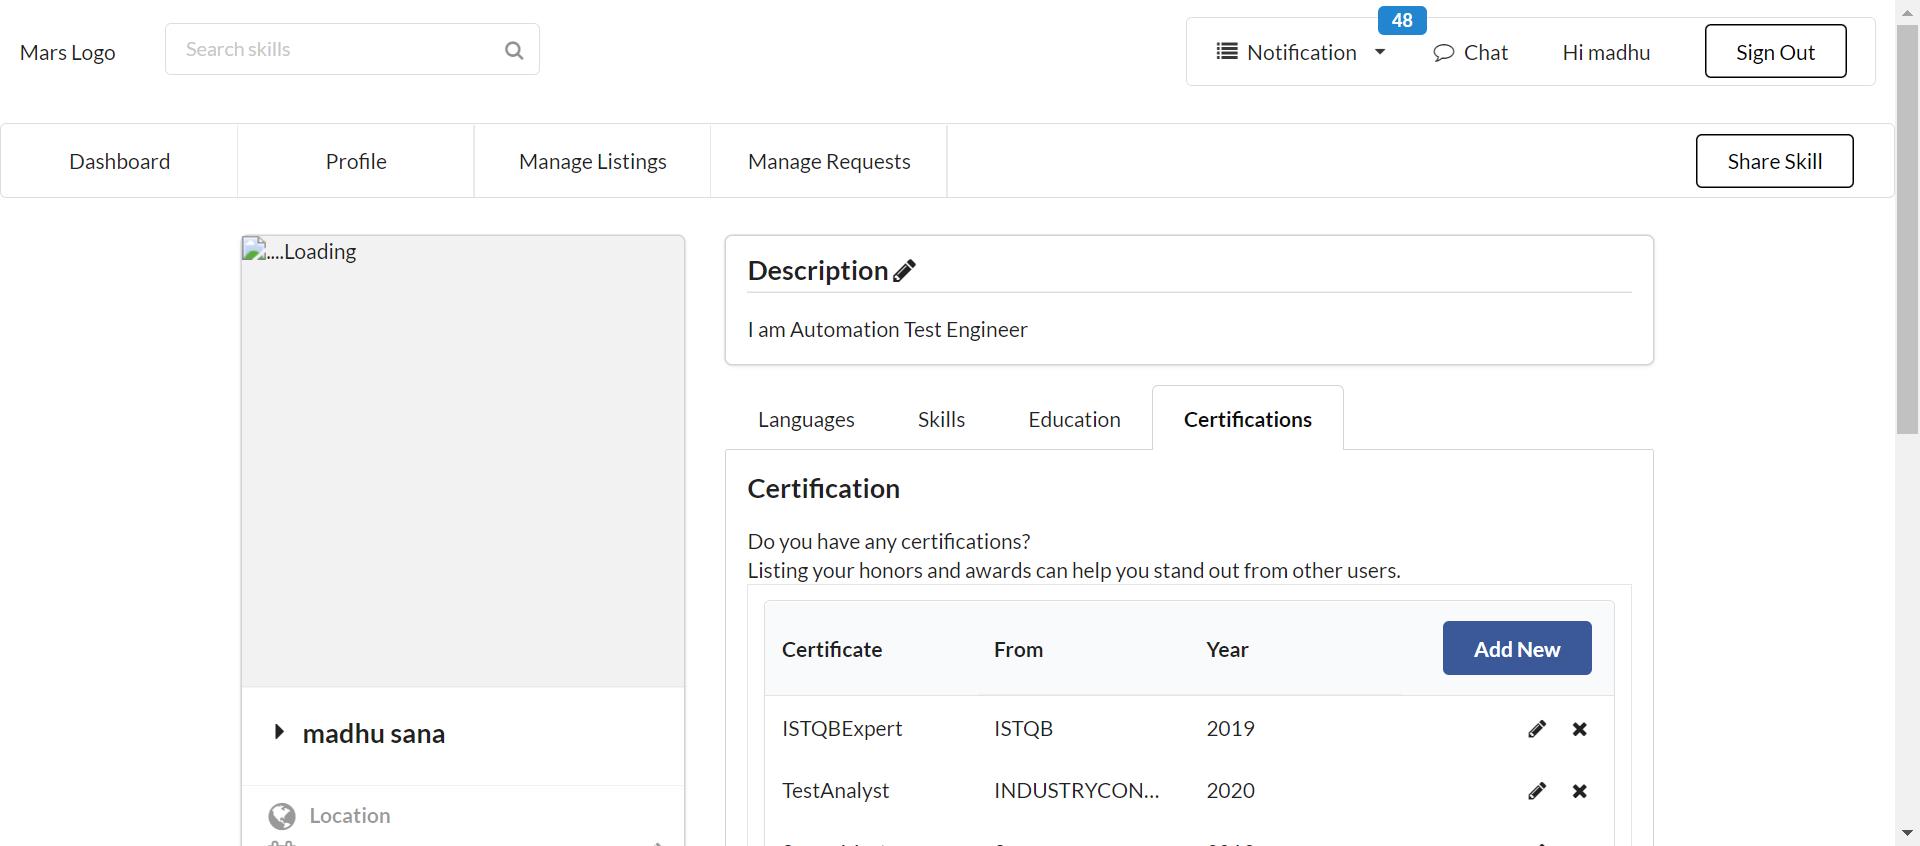 48
Mars Logo
Search skills
Notification
Chat
Hi madhu
Sign Out
Dashboard
Profile
Manage Listings
Manage Requests
Share Skill
....Loading
madhu sana
Location
Description
I am Automation Test Engineer
Languages
Skills
Education
Certifications
Certification
Do you have any certifications?
Listing your honors and awards can help you stand out from other users.
Certificate From Year Add New
ISTQBExpert ISTQB 2019
TestAnalyst INDUSTRYCON... 2020